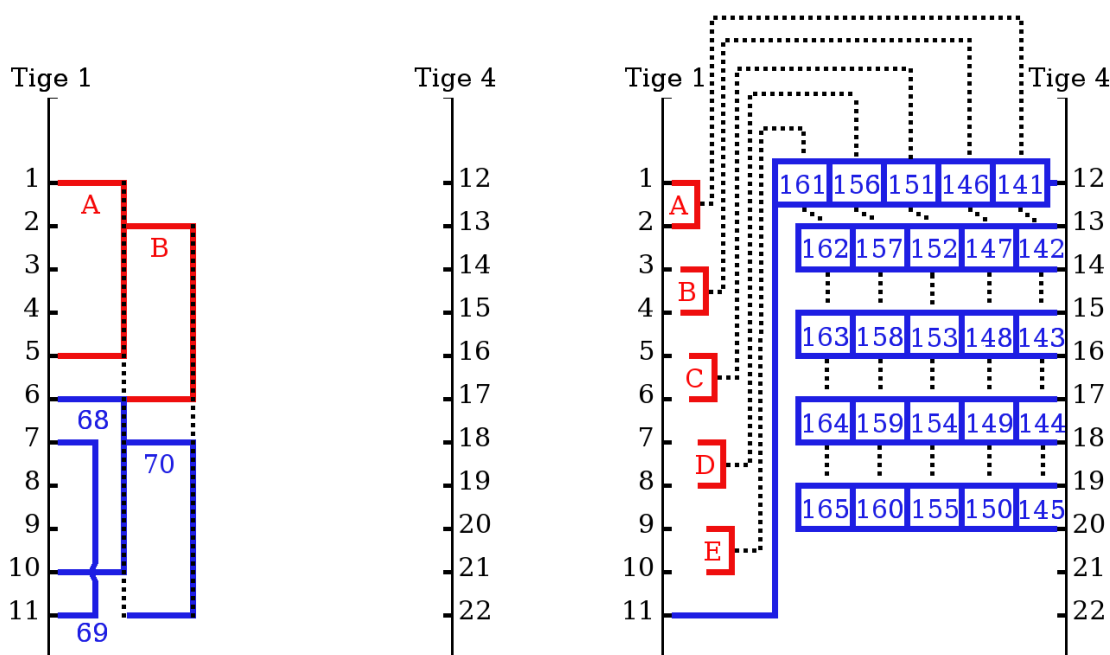 Tige 1 Tige 4 Tige 1 Tige 4
1 12 1 161 156 151 146 141 12
A A
2 13 2 13
B 162 157 152 147 142
3 14 3 14
B
4 15 4 15
163 158 153 148 143
5 16 5 16
C
6 17 6 17
68 164 159 154 149 144
7 18 7 18
70 D
8 19 8 19
165 160 155 150 145
9 20 9 20
E
10 21 10 21
11 22 11 22
69